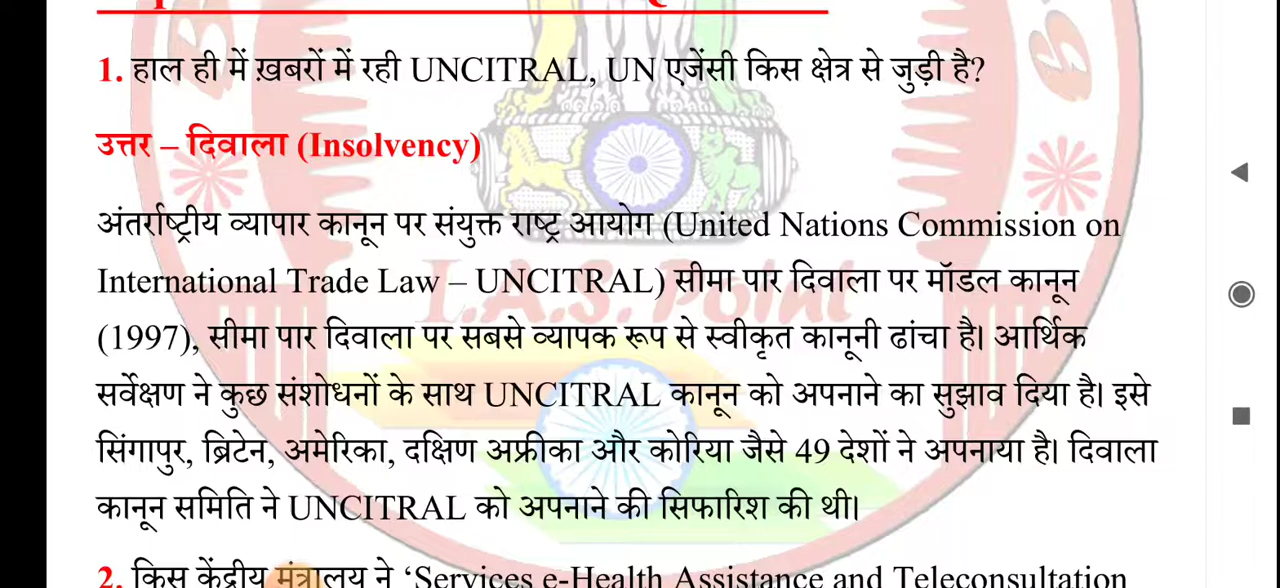 1. हाल ही में ख़बरों में रही UNCITRAL, UN एजेंसी किस क्षेत्र से जुड़ी है?
उत्तर – दिवाला (Insolvency)
अंतर्राष्ट्रीय व्यापार कानून पर संयुक्त राष्ट्र आयोग (United Nations Commission on
International Trade Law – UNCITRAL) सीमा पार दिवाला पर मॉडल कानून
(1997), सीमा पार दिवाला पर सबसे व्यापक रूप से स्वीकृत कानूनी ढांचा है। आर्थिक
सर्वेक्षण ने कुछ संशोधनों के साथ UNCITRAL कानून को अपनाने का सुझाव दिया है। इसे
सिंगापुर, ब्रिटेन, अमेरिका, दक्षिण अफ्रीका और कोरिया जैसे 49 देशों ने अपनाया है। दिवाला
कानून समिति ने UNCITRAL को अपनाने की सिफारिश की थी।
2. किस केंद्रीय मंत्रालय ने ‘Services e-Health Assistance and Teleconsultation
I.A.S. Point